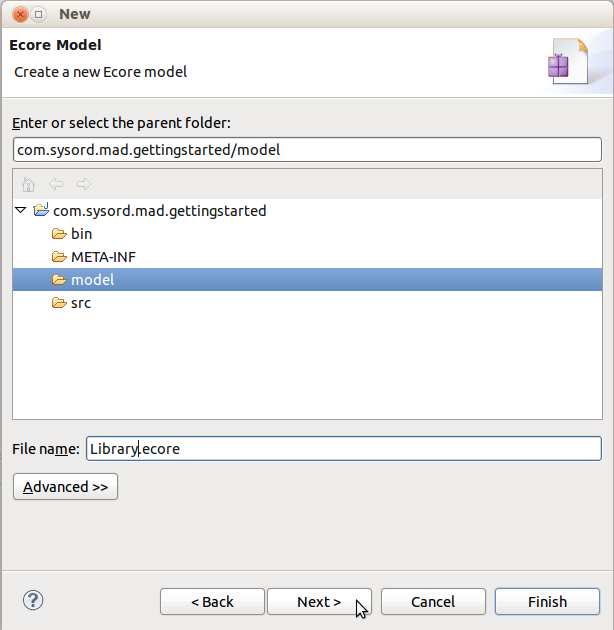 New
Ecore Model
Create a new Ecore model
Enter or select the parent folder:
com.sysord.mad.gettingstarted/model
com.sysord.mad.gettingstarted
bin
META-INF
model
src
File name: Library.ecore
Advanced >>
? < Back Next > Cancel Finish